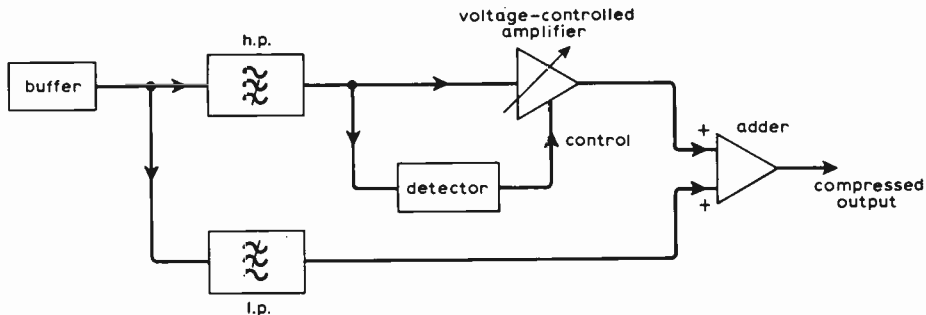 voltage-controlled
amplifier
h.p.
buffer
control
detector
+
adder
+
compressed
output
l.p.